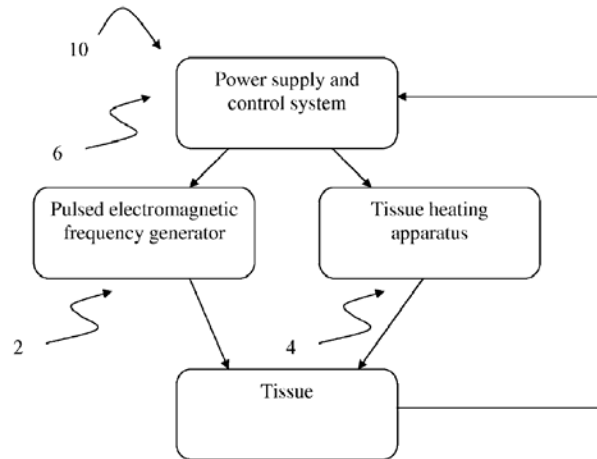 10
Power supply and
control system
6
Pulsed electromagnetic
frequency generator
Tissue heating
apparatus
2
4
Tissue